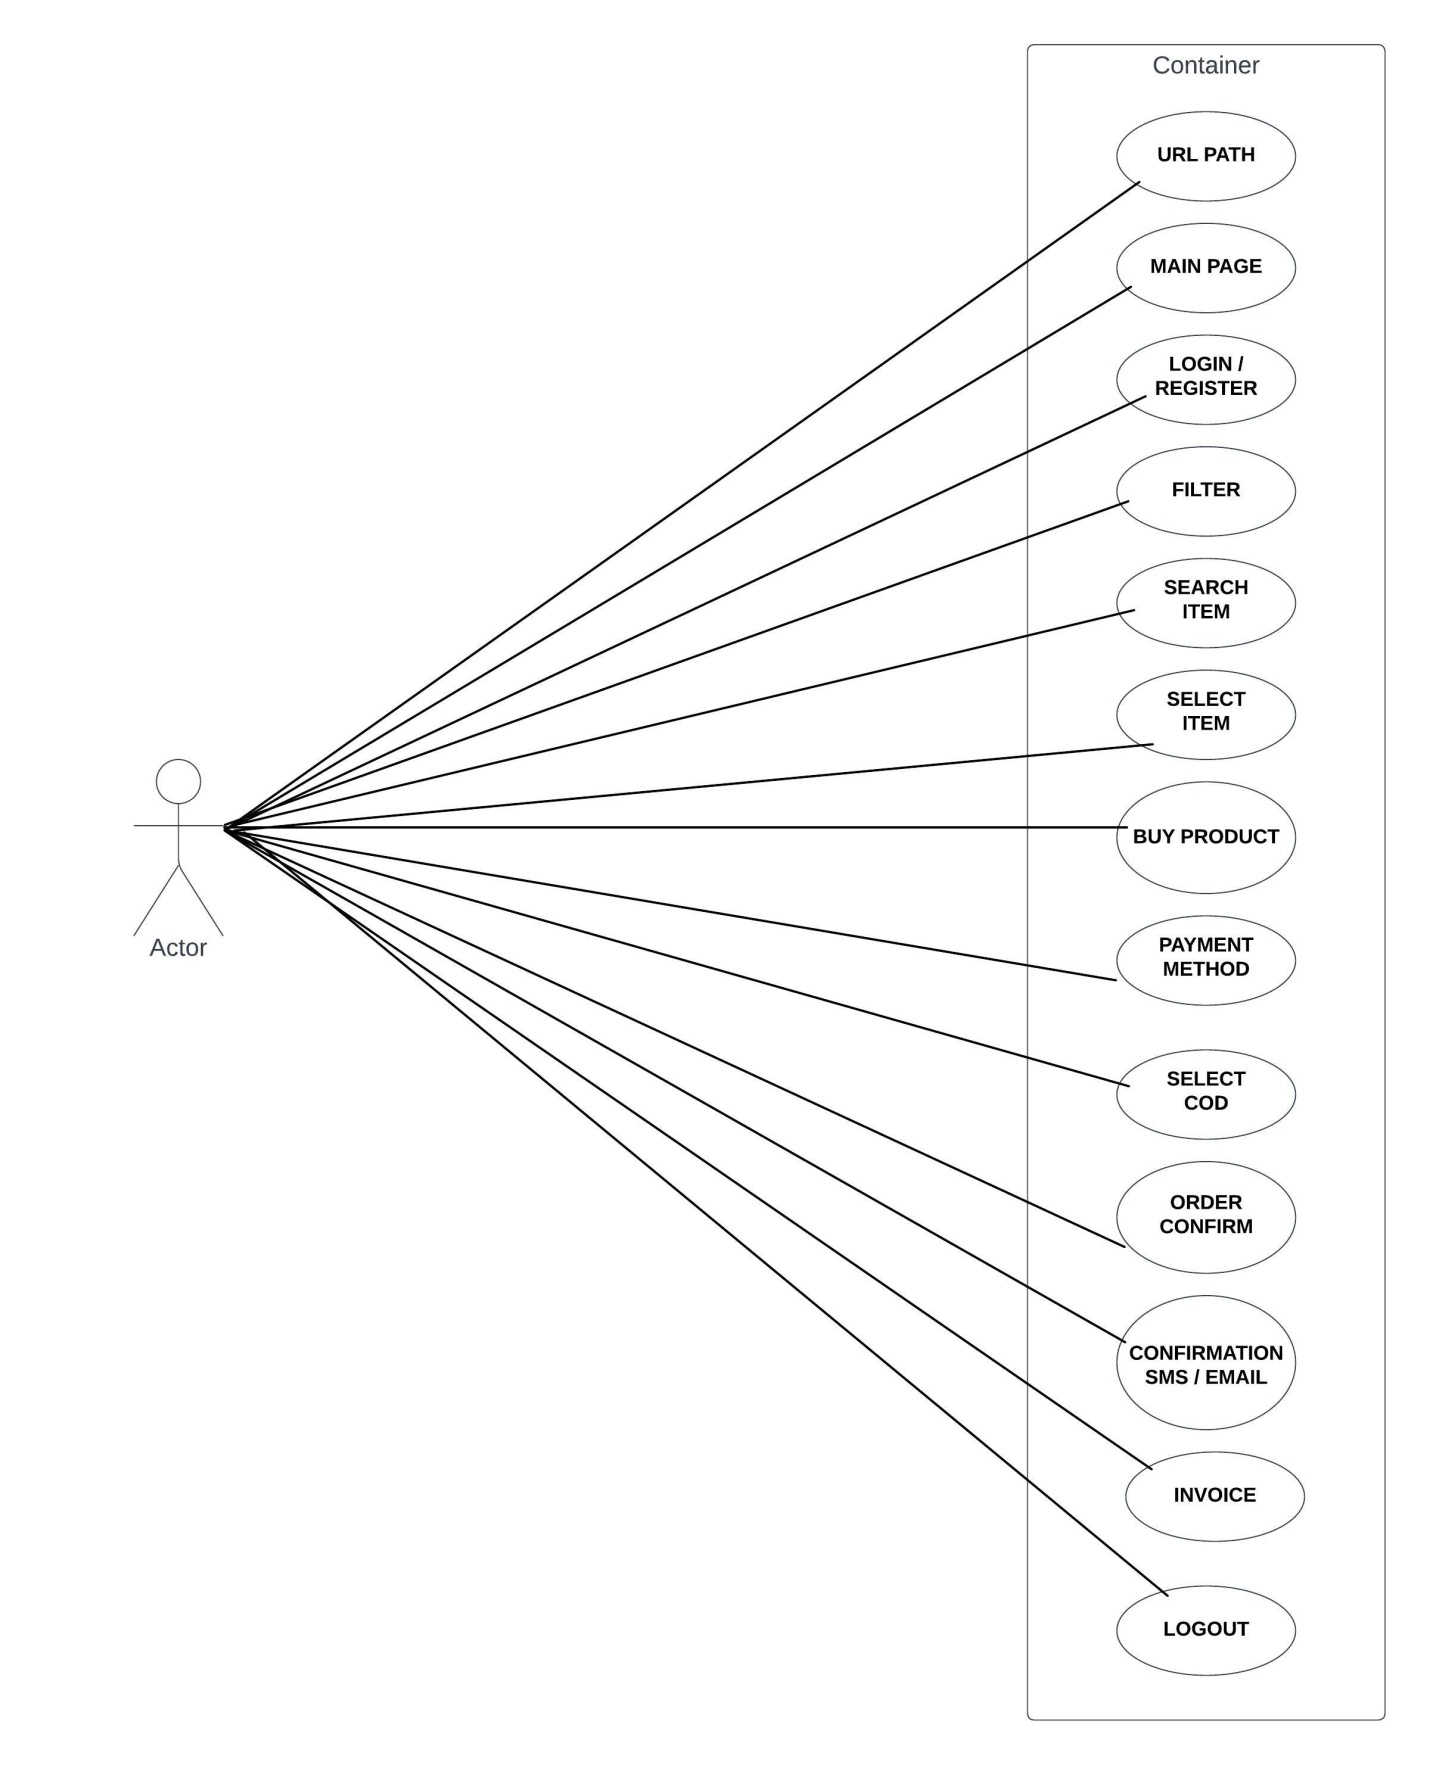 Container
URL PATH
MAIN PAGE
LOGIN /
REGISTER
FILTER
SEARCH
ITEM
SELECT
ITEM
BUY PRODUCT
Actor
PAYMENT
METHOD
SELECT
COD
ORDER
CONFIRM
CONFIRMATION
SMS / EMAIL
INVOICE
LOGOUT